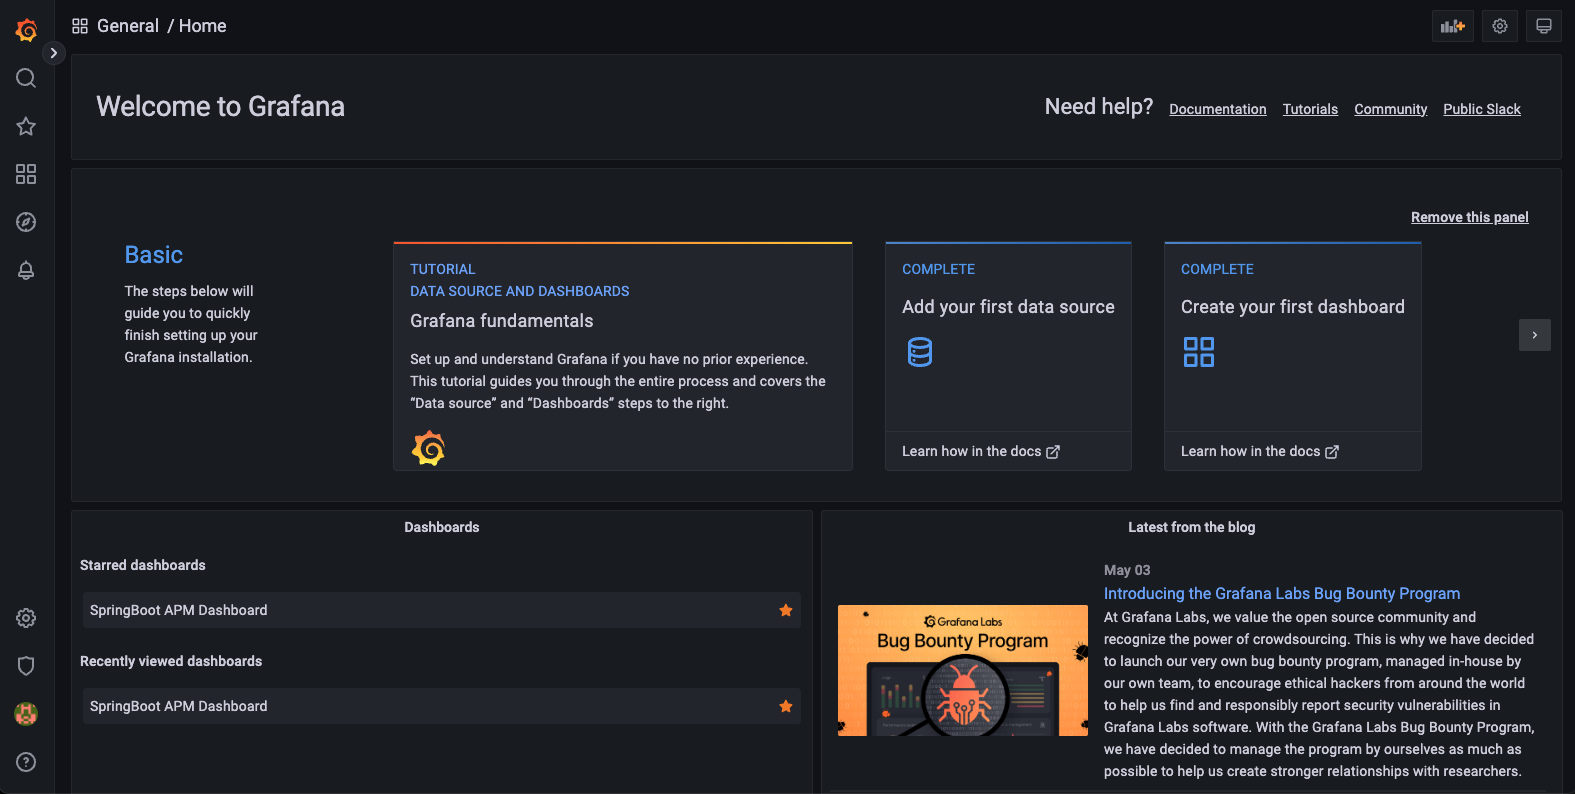 General / Home
Welcome to Grafana
Need help? Documentation Tutorials Community Public Slack
Remove this panel
Basic
The steps below will
guide you to quickly
finish setting up your
Grafana installation.
TUTORIAL
DATA SOURCE AND DASHBOARDS
Grafana fundamentals
Set up and understand Grafana if you have no prior experience.
This tutorial guides you through the entire process and covers the
“Data source” and “Dashboards” steps to the right.
COMPLETE
Add your first data source
Learn how in the docs
COMPLETE
Create your first dashboard
Learn how in the docs
Dashboards
Starred dashboards
SpringBoot APM Dashboard
Recently viewed dashboards
SpringBoot APM Dashboard
Latest from the blog
Grafana Labs
Bug Bounty Program
May 03
Introducing the Grafana Labs Bug Bounty Program
At Grafana Labs, we value the open source community and
recognize the power of crowdsourcing. This is why we have decided
to launch our very own bug bounty program, managed in-house by
our own team, to encourage ethical hackers from around the world
to help us find and responsibly report security vulnerabilities in
Grafana Labs software. With the Grafana Labs Bug Bounty Program,
we have decided to manage the program by ourselves as much as
possible to help us create stronger relationships with researchers.